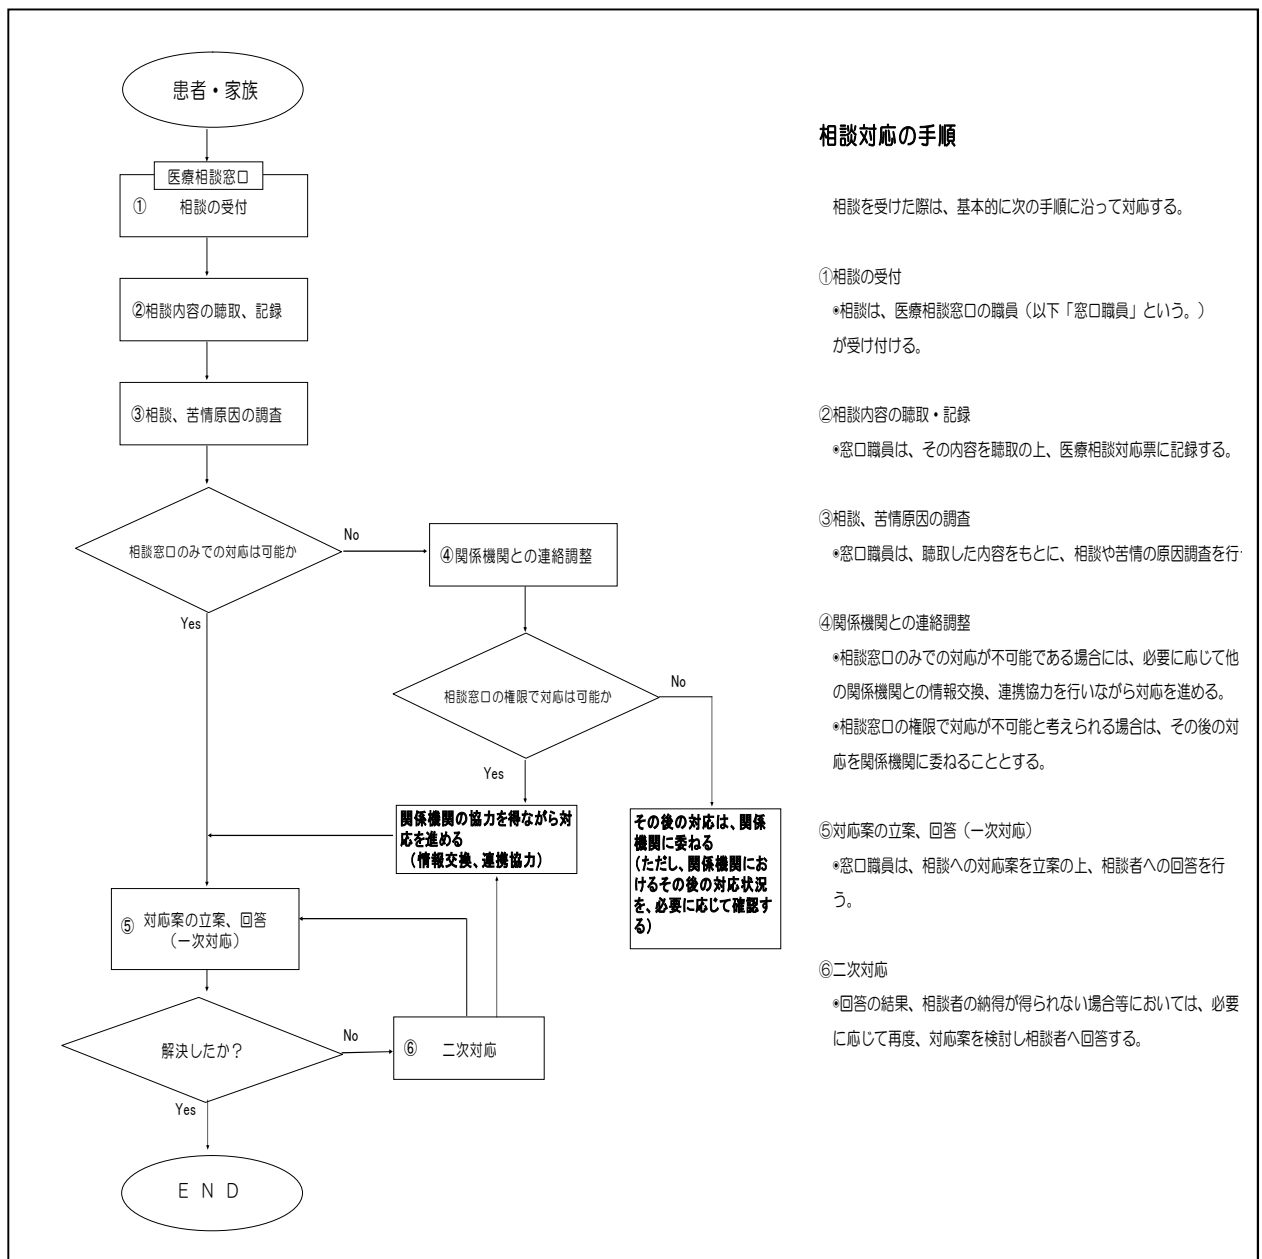 患者・家族
医療相談窓口
① 相談の受付
②相談内容の聴取、記録
③相談、苦情原因の調査
相談窓口のみでの対応は可能か
No
④関係機関との連絡調整
Yes
相談窓口の権限で対応は可能か
No
Yes
関係機関の協力を得ながら対
応を進める
（情報交換、連携協力）
その後の対応は、関係
機関に委ねる
（ただし、関係機関にお
けるその後の対応状況
を、必要に応じて確認す
る）
⑤ 対応案の立案、回答
（一次対応）
解決したか？
No
⑥ 二次対応
Yes
ＥＮＤ
相談対応の手順
相談を受けた際は、基本的に次の手順に沿って対応する。
①相談の受付
•相談は、医療相談窓口の職員（以下「窓口職員」という。）
が受け付ける。
②相談内容の聴取・記録
•窓口職員は、その内容を聴取の上、医療相談対応票に記録する。
③相談、苦情原因の調査
•窓口職員は、聴取した内容をもとに、相談や苦情の原因調査を行
④関係機関との連絡調整
•相談窓口のみでの対応が不可能である場合には、必要に応じて他
の関係機関との情報交換、連携協力を行いながら対応を進める。
•相談窓口の権限で対応が不可能と考えられる場合は、その後の対
応を関係機関に委ねることとする。
⑤対応案の立案、回答（一次対応）
•窓口職員は、相談への対応案を立案の上、相談者への回答を行
う。
⑥二次対応
•回答の結果、相談者の納得が得られない場合等においては、必要
に応じて再度、対応案を検討し相談者へ回答する。